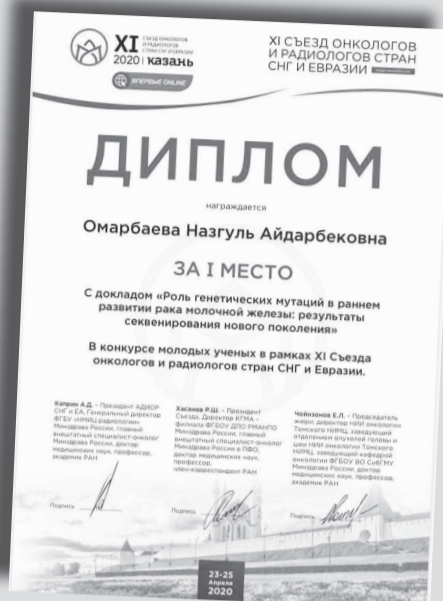 XI
СЪЕЗД ОНКОЛОГОВ
И РАДИОЛОГОВ
СТРАН СНГ И ЕВРАЗИИ
2020 | КАЗАНЬ
ВПЕРВЫЕ ONLINE
XI СЪЕЗД ОНКОЛОГОВ
И РАДИОЛОГОВ СТРАН
СНГ И ЕВРАЗИИ
ДИПЛОМ
награждается
Омарбаева Назгуль Айдарбековна
ЗА I МЕСТО
С докладом «Роль генетических мутаций в раннем
развитии рака молочной железы: результаты
секвенирования нового поколения»
В конкурсе молодых ученых в рамках XI Съезда
онкологов и радиологов стран СНГ и Евразии.
Каприн А.Д. – Президент АДИОР
СНГ и ЕА, Генеральный директор
ФГБУ «НМИЦ радиологии»
Минздрава России, главный
внештатный специалист-онколог
Минздрава России, доктор
медицинских наук, профессор,
академик РАН
Подпись
Хасанов Р.Ш. – Президент
Съезда, Директор КГМА –
филиала ФГБОУ ДПО РМАНПО
Минздрава России, главный
внештатный специалист-онколог
Минздрава России в ПФО,
доктор медицинских наук,
профессор,
член-корреспондент РАН
Подпись
Чойнзонов Е.Л. – Председатель
жюри, директор НИИ онкологии
Томского НИМЦ, заведующий
отделением опухолей головы и
шеи НИИ онкологии Томского
НИМЦ, заведующий кафедрой
онкологии ФГБОУ ВО СибГМУ
Минздрава России, доктор
медицинских наук, профессор,
академик РАН
Подпись
23-25
Апреля
2020